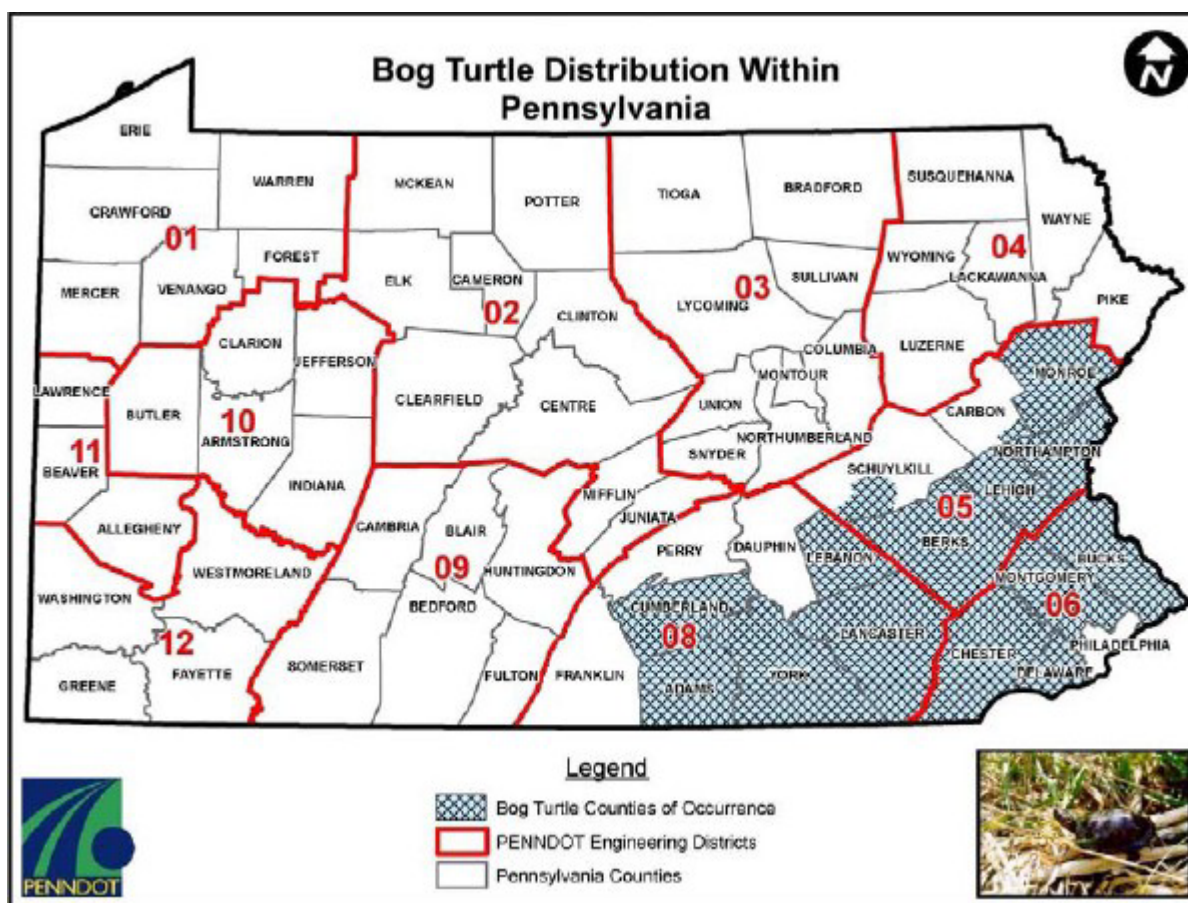 Bog Turtle Distribution Within
Pennsylvania
N
ERIE
WARREN
MCKEAN
POTTER
TIOGA
BRADFORD
SUSQUEHANNA
WAYNE
CRAWFORD
01
FOREST
ELK
CAMERON
02
03
SULLIVAN
WYOMING
04
LACKAWANNA
MERCER
VENANGO
LYCOMING
PIKE
CLINTON
CLARION
JEFFERSON
COLUMBIA
LUZERNE
MONROE
LAWRENCE
BUTLER
CLEARFIELD
CENTRE
UNION
MONTOUR
CARBON
11
10
ARMSTRONG
BEAVER
NORTHUMBERLAND
SNYDER
NORTHAMPTON
SCHUYLKILL
LEHIGH
INDIANA
MIFFLIN
05
ALLEGHENY
CAMBRIA
BLAIR
JUNIATA
BERKS
PERRY
DAUPHIN
LEBANON
BUCKS
WESTMORELAND
09
HUNTINGDON
MONTGOMERY
WASHINGTON
BEDFORD
CUMBERLAND
06
12
08
LANCASTER
PHILADELPHIA
CHESTER
SOMERSET
FULTON
FRANKLIN
YORK
DELAWARE
GREENE
FAYETTE
ADAMS
Legend
Bog Turtle Counties of Occurrence
PENNDOT Engineering Districts
Pennsylvania Counties
PENNDOT